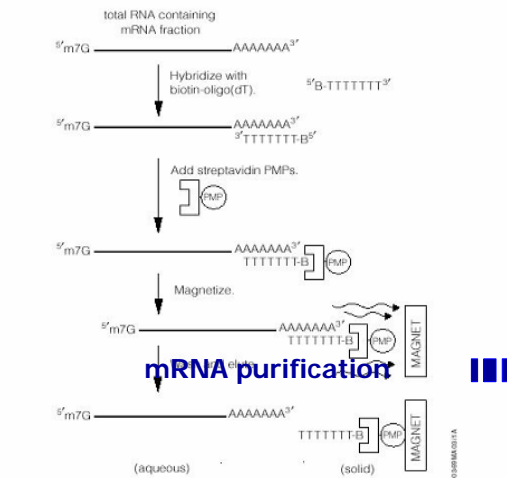 total RNA containing
mRNA fraction
5'm7G AAAAAAA3'
Hybridize with
biotin-oligo(dT).
5'B-TTTTTTT3'
5'm7G AAAAAAA3'
3'TTTTTTT-B5'
Add streptavidin PMPs.
PMP
5'm7G AAAAAAA3'
TTTTTTT-B PMP
Magnetize.
5'm7G AAAAAAA3'
TTTTTTT-B PMP
MAGNET
elute
mRNA purification
5'm7G AAAAAAA3'
TTTTTTT-B PMP
MAGNET
(aqueous) (solid)